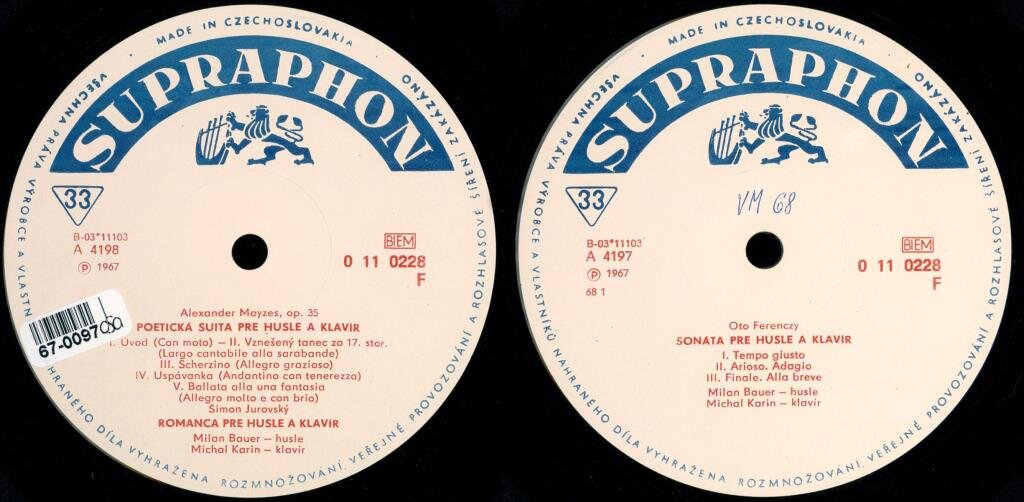 MADE IN CZECHOSLOVAKIA
SUPRAPHON
33
B-03*11103
A 4198
Ⓟ 1967
BIEM
0 11 0228
F
67-0097
Alexander Moyzes, op. 35
POETICKÁ SUITA PRE HUSLE A KLAVÍR
I. Úvod (Con moto) — II. Vznešený tanec zo 17. stor.
(Largo cantabile alla sarabande)
III. Scherzino (Allegro grazioso)
IV. Uspávanka (Andantino con tenerezza)
V. Ballata alla una fantasia
(Allegro molto e con brio)
Simon Jurovský
ROMANCA PRE HUSLE A KLAVÍR
Milan Bauer — husle
Michal Karin — klavír
VŠECHNA PRÁVA VÝROBCE A VLASTNÍKŮ NAHRANÉHO DÍLA VYHRAŽENA. ROZMNOŽOVÁNÍ, VEŘEJNÉ PROVOZOVÁNÍ A ROZHLASOVÉ ŠÍŘENÍ ZAKÁZÁNO
MADE IN CZECHOSLOVAKIA
SUPRAPHON
33
VM 68
B-03*11103
A 4197
Ⓟ 1967
68 1
BIEM
0 11 0228
F
Oto Ferenczy
SONÁTA PRE HUSLE A KLAVÍR
I. Tempo giusto
II. Arioso. Adagio
III. Finale. Alla breve
Milan Bauer — husle
Michal Karin — klavír
VŠECHNA PRÁVA VÝROBCE A VLASTNÍKŮ NAHRANÉHO DÍLA VYHRAŽENA. ROZMNOŽOVÁNÍ, VEŘEJNÉ PROVOZOVÁNÍ A ROZHLASOVÉ ŠÍŘENÍ ZAKÁZÁNO